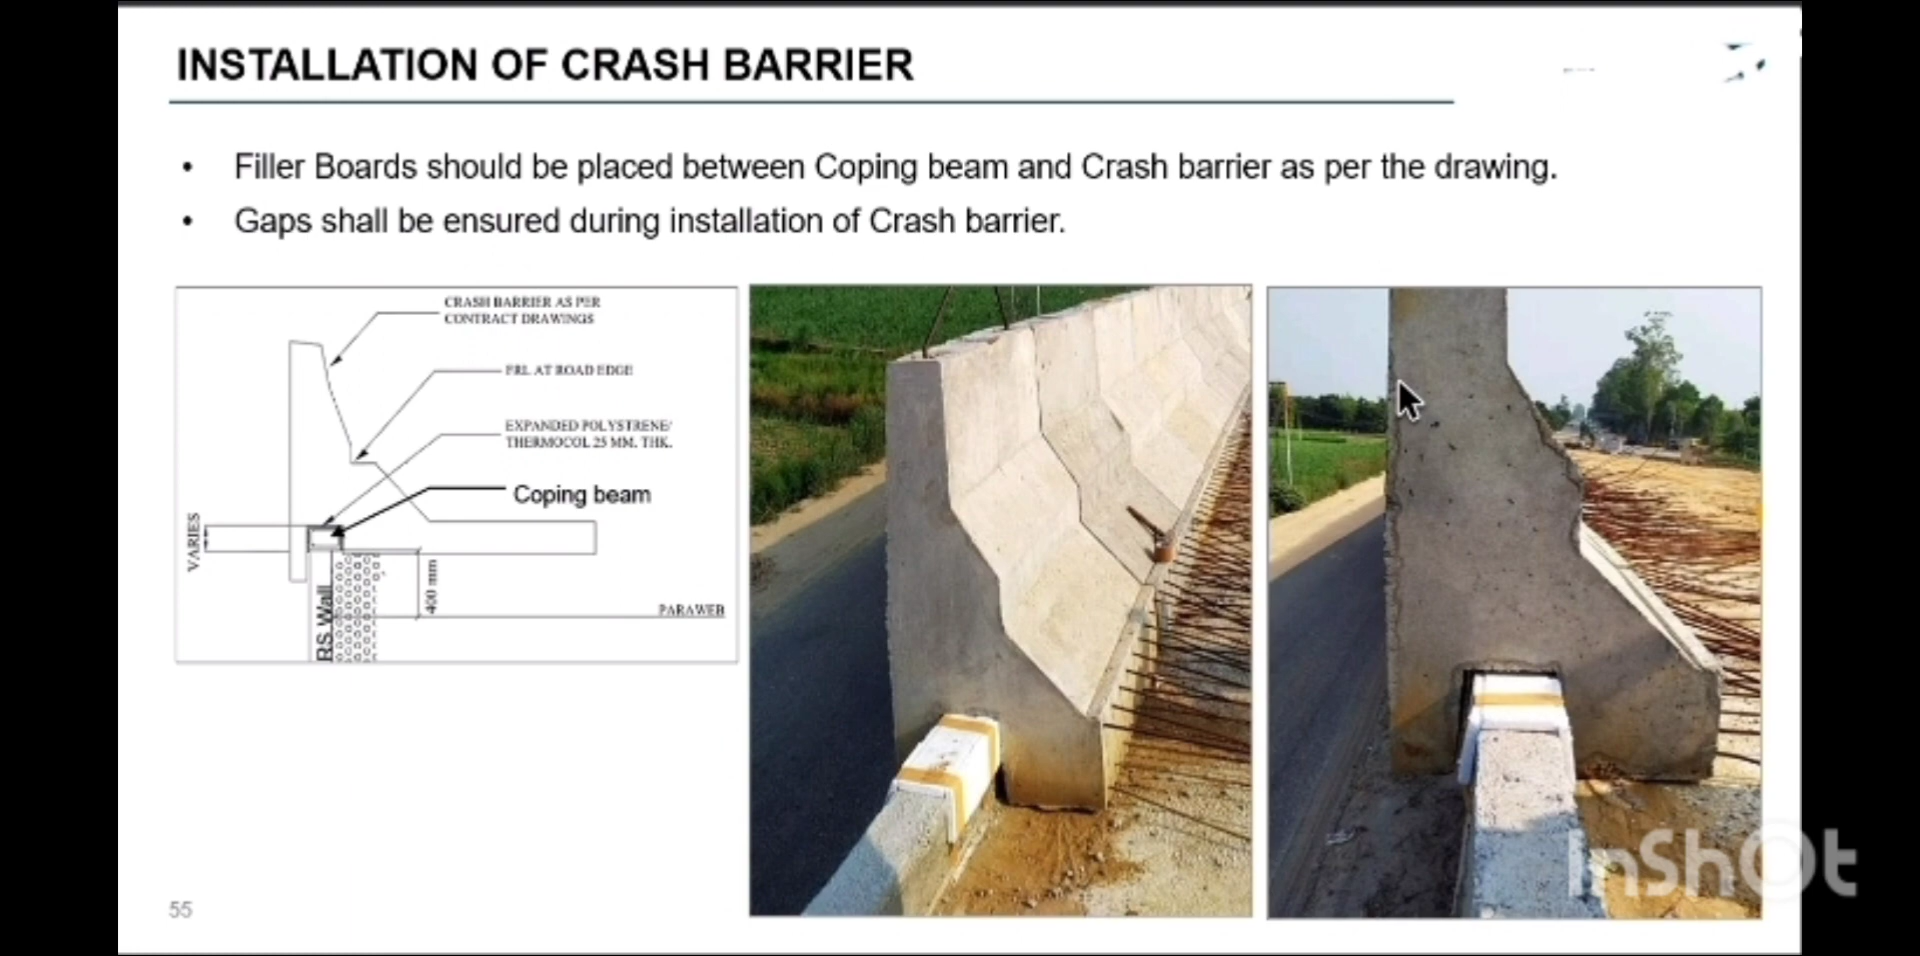 INSTALLATION OF CRASH BARRIER
• Filler Boards should be placed between Coping beam and Crash barrier as per the drawing.
• Gaps shall be ensured during installation of Crash barrier.
CRASH BARRIER AS PER
CONTRACT DRAWINGS
FRL AT ROAD EDGE
EXPANDED POLYSTRENE/
THERMOCOL 25 MM. THK.
Coping beam
VARIES
400 mm
RS Wall
PARAWEB
55
InShOt